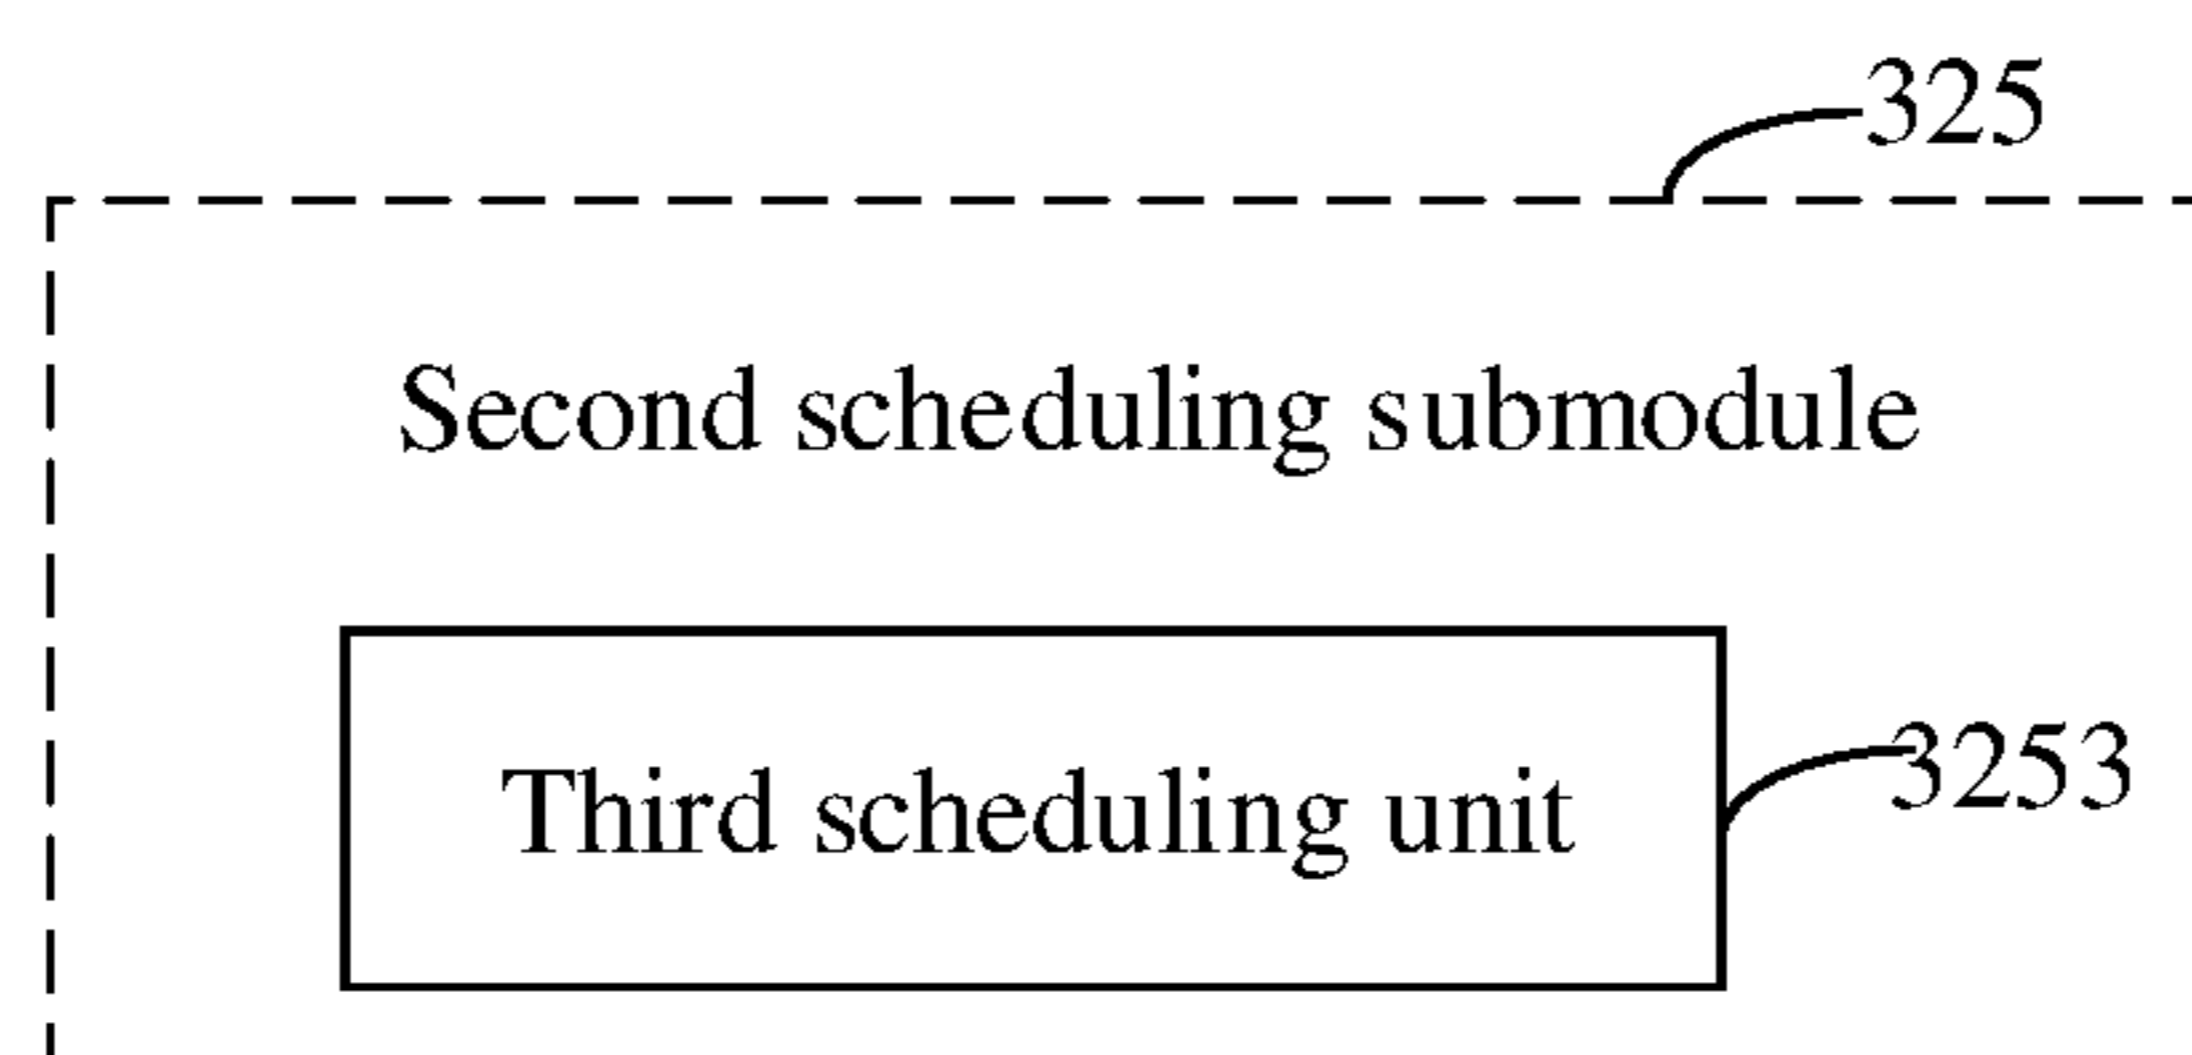 325
Second scheduling submodule
3253
Third scheduling unit